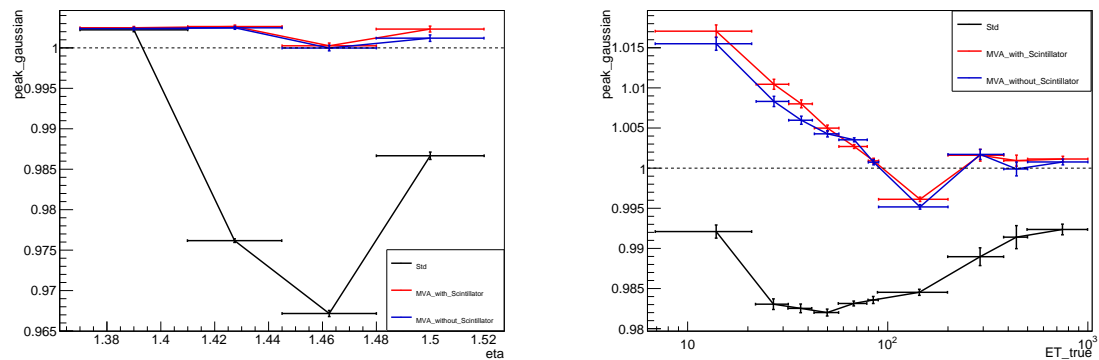 peak_gaussian
1
0.995
0.99
0.985
0.98
0.975
0.97
0.965
1.38
1.4
1.42
1.44
1.46
1.48
1.5
1.52
eta
Std
MVA_with_Scintillator
MVA_without_Scintillator
peak_gaussian
1.015
1.01
1.005
1
0.995
0.99
0.985
0.98
10
10²
10³
ET_true
Std
MVA_with_Scintillator
MVA_without_Scintillator